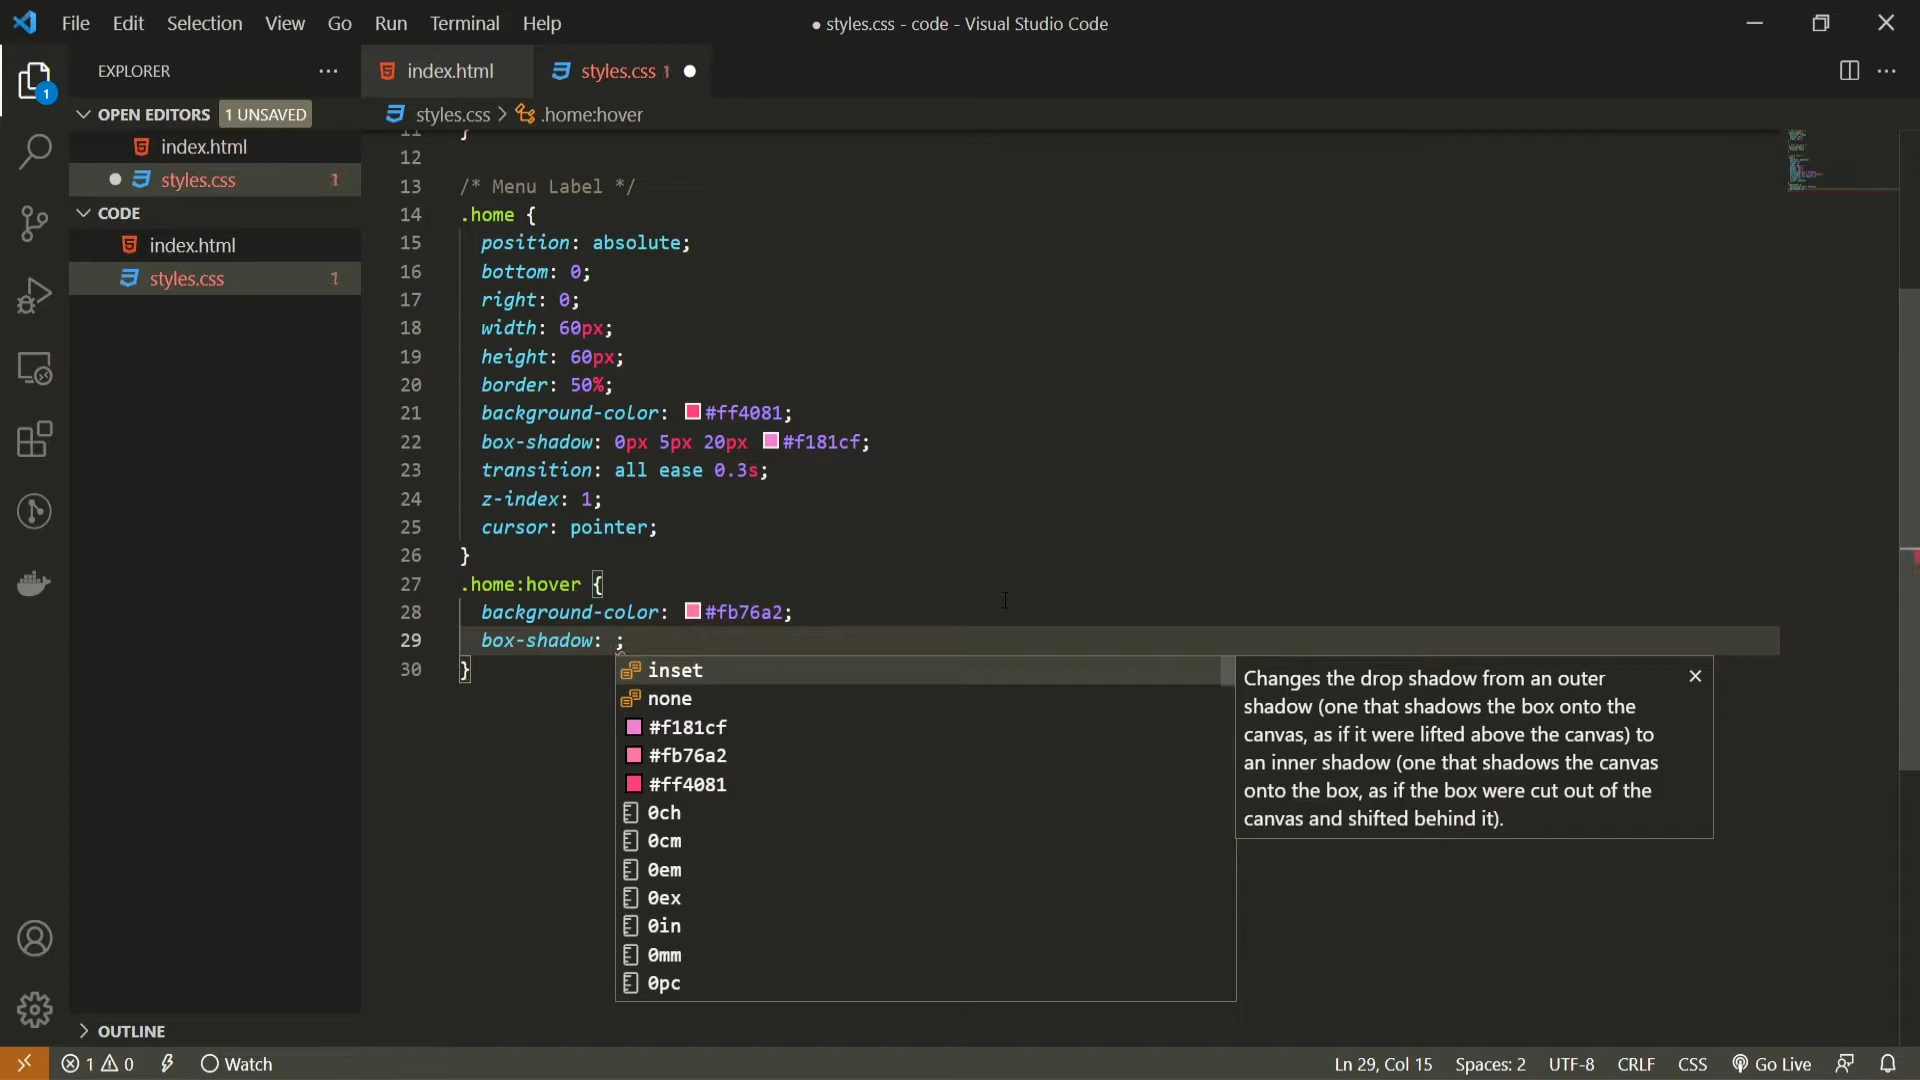 File Edit Selection View Go Run Terminal Help
● styles.css - code - Visual Studio Code
EXPLORER
index.html
styles.css 1
OPEN EDITORS 1 UNSAVED
index.html
styles.css 1
CODE
index.html
styles.css 1
OUTLINE
1
styles.css > .home:hover
11 }
12
13 /* Menu Label */
14 .home {
15 position: absolute;
16 bottom: 0;
17 right: 0;
18 width: 60px;
19 height: 60px;
20 border: 50%;
21 background-color: #ff4081;
22 box-shadow: 0px 5px 20px #f181cf;
23 transition: all ease 0.3s;
24 z-index: 1;
25 cursor: pointer;
26 }
27 .home:hover {
28 background-color: #fb76a2;
29 box-shadow: ;
30 }
inset
none
#f181cf
#fb76a2
#ff4081
0ch
0cm
0em
0ex
0in
0mm
0pc
Changes the drop shadow from an outer
shadow (one that shadows the box onto the
canvas, as if it were lifted above the canvas) to
an inner shadow (one that shadows the canvas
onto the box, as if the box were cut out of the
canvas and shifted behind it).
1 0 Watch
Ln 29, Col 15 Spaces: 2 UTF-8 CRLF CSS Go Live